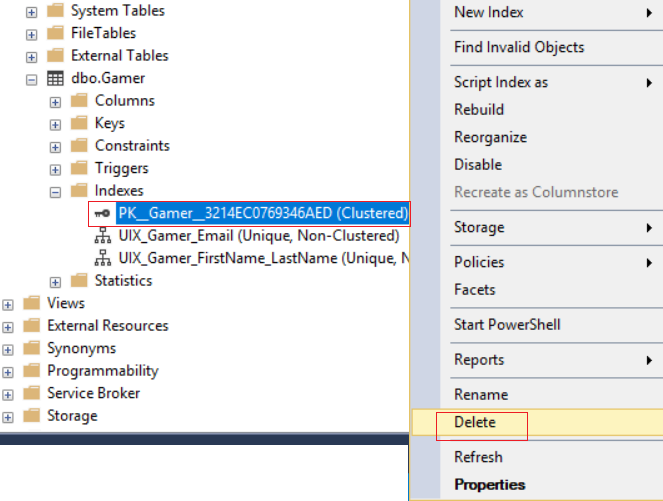 System Tables
FileTables
External Tables
dbo.Gamer
Columns
Keys
Constraints
Triggers
Indexes
PK__Gamer__3214EC0769346AED (Clustered)
UIX_Gamer_Email (Unique, Non-Clustered)
UIX_Gamer_FirstName_LastName (Unique, N
Statistics
Views
External Resources
Synonyms
Programmability
Service Broker
Storage
New Index
Find Invalid Objects
Script Index as
Rebuild
Reorganize
Disable
Recreate as Columnstore
Storage
Policies
Facets
Start PowerShell
Reports
Rename
Delete
Refresh
Properties